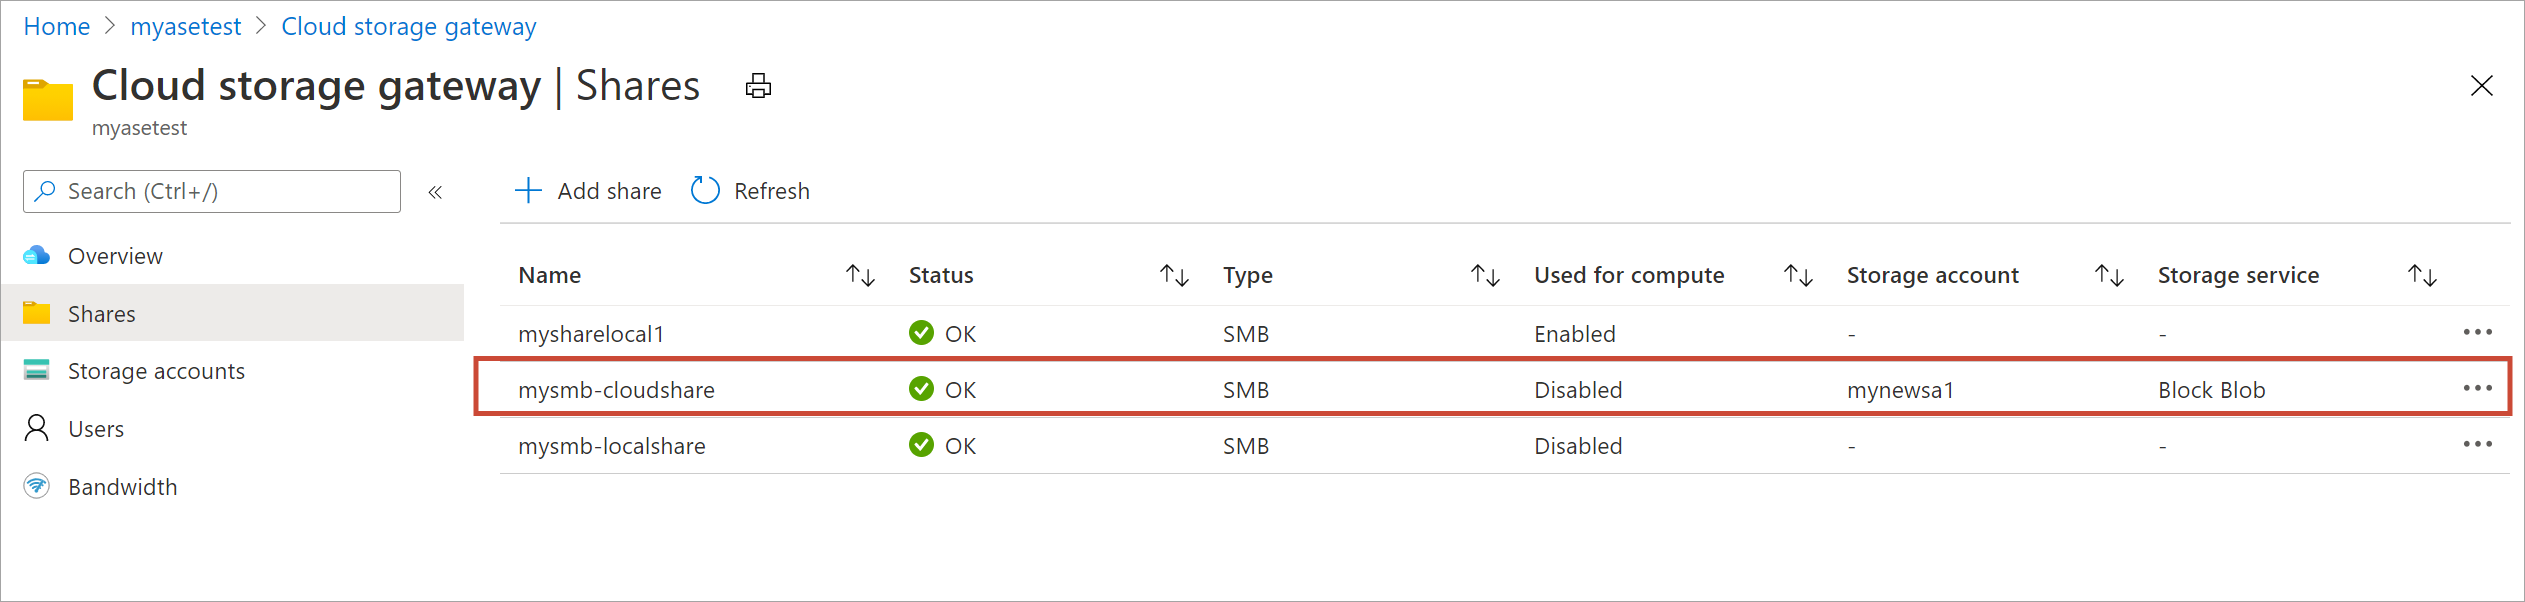 Home > myasetest > Cloud storage gateway
Cloud storage gateway | Shares
myasetest
Search (Ctrl+/)
«
Add share
Refresh
Overview
Shares
Storage accounts
Users
Bandwidth
Name Status Type Used for compute Storage account Storage service
mysharelocal1 OK SMB Enabled - -
mysmb-cloudshare OK SMB Disabled mynewsa1 Block Blob
mysmb-localshare OK SMB Disabled - -